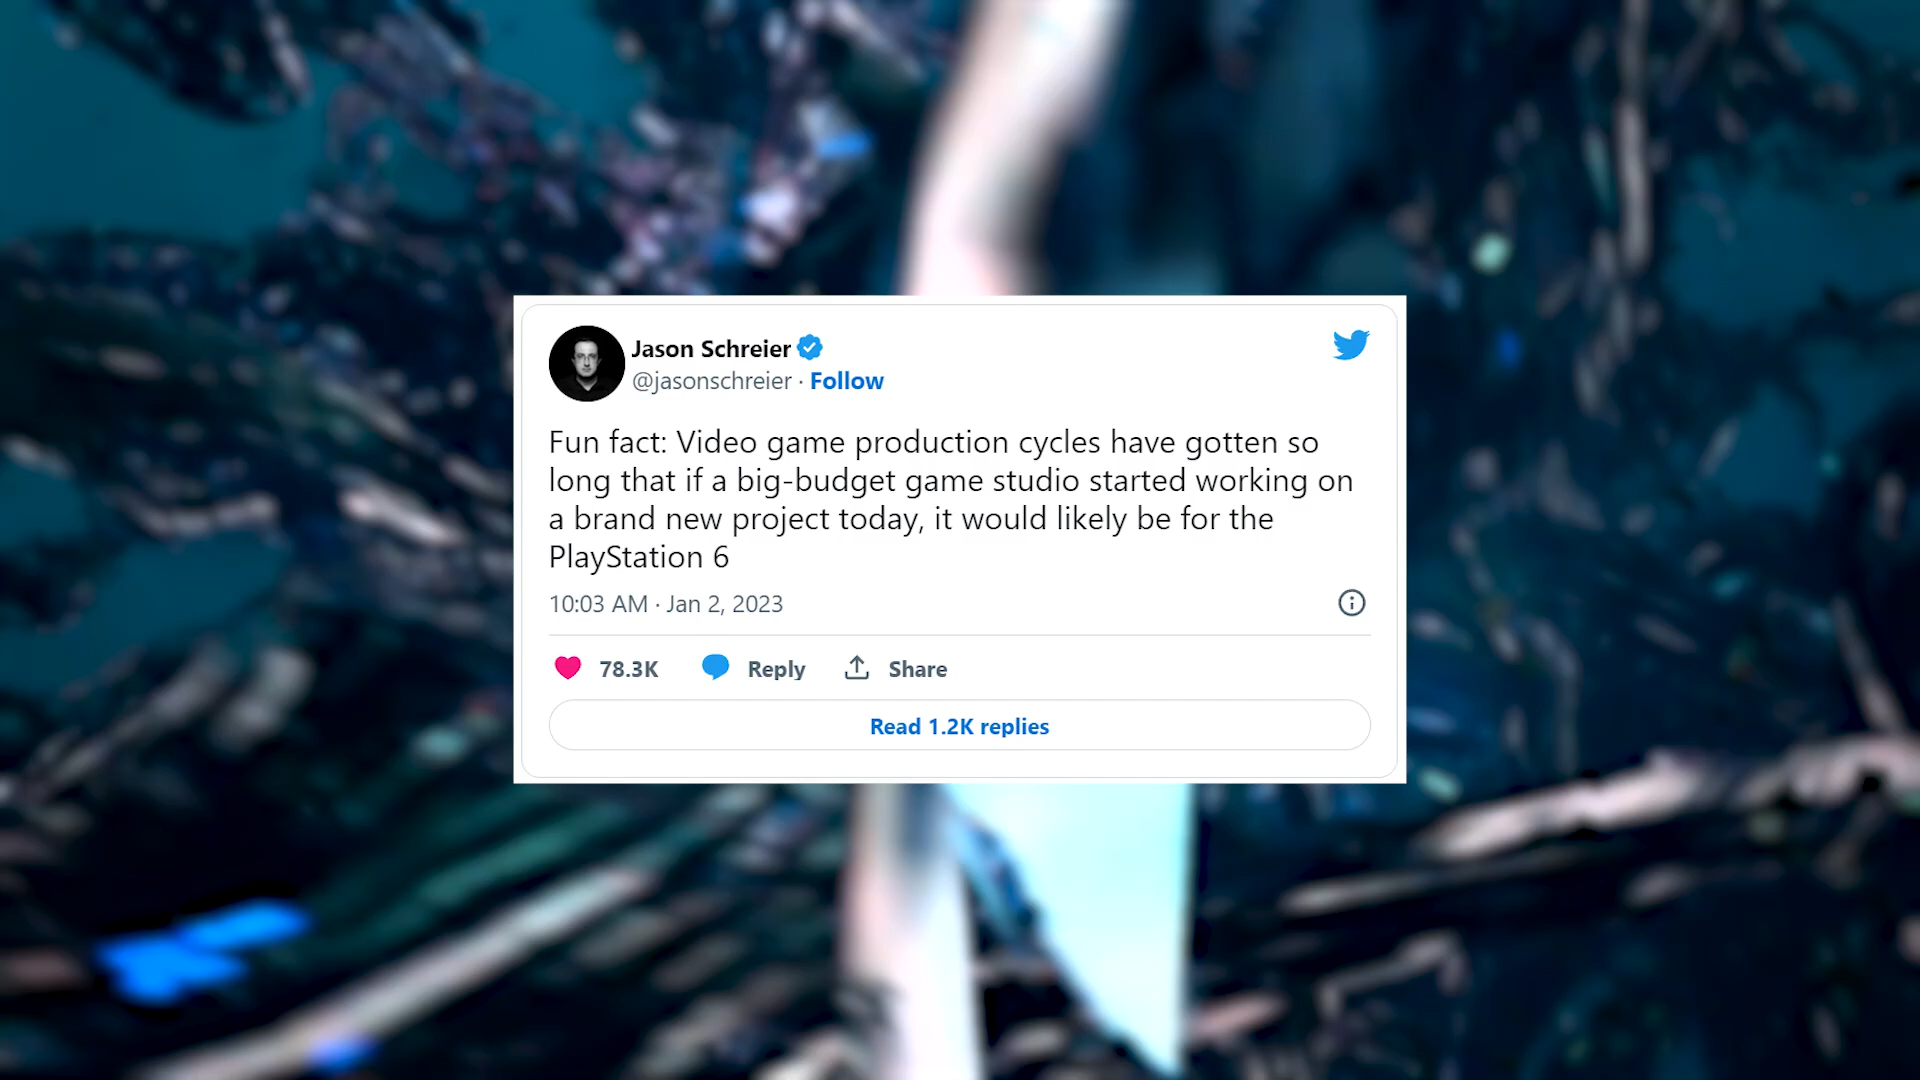 Jason Schreier
@jasonschreier · Follow
Fun fact: Video game production cycles have gotten so
long that if a big-budget game studio started working on
a brand new project today, it would likely be for the
PlayStation 6
10:03 AM · Jan 2, 2023
78.3K Reply Share
Read 1.2K replies